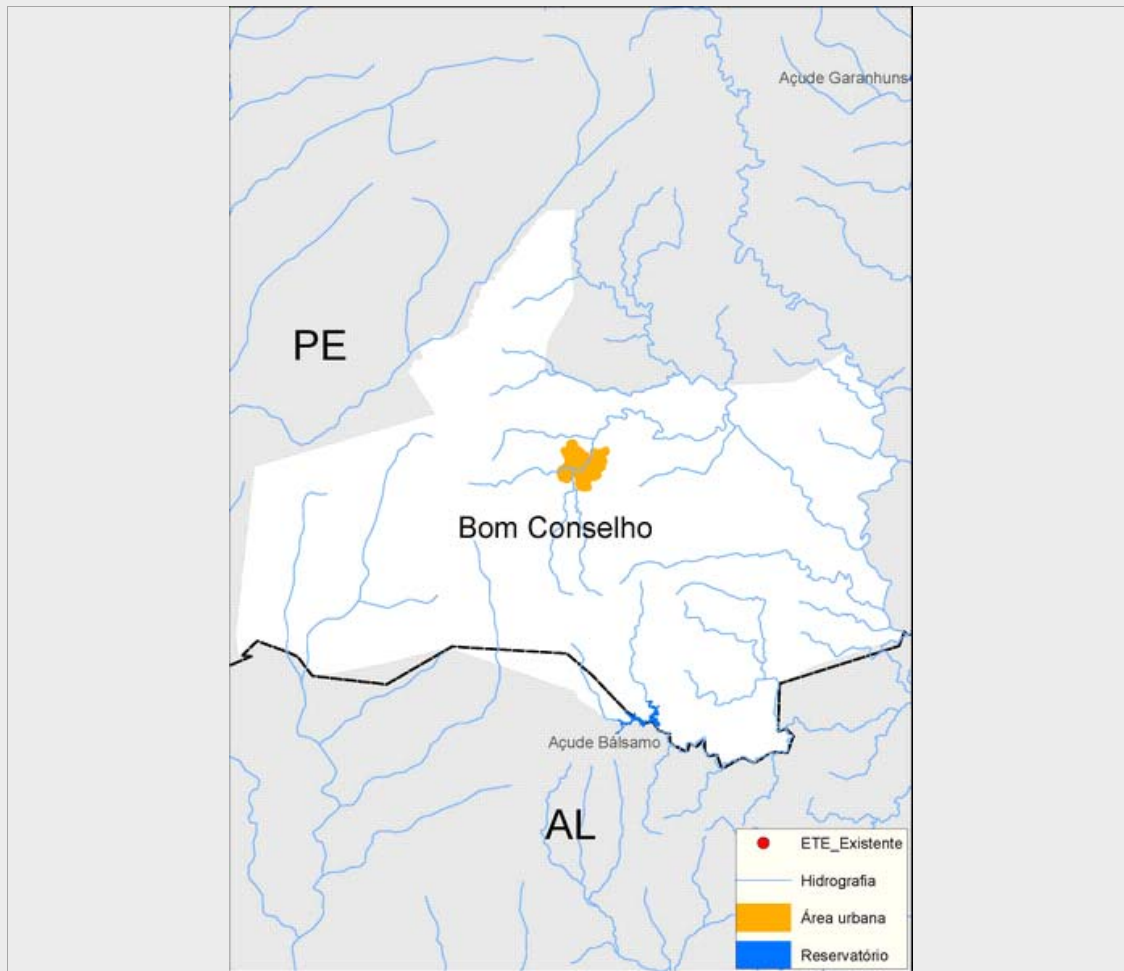 Açude Garanhuns
PE
Bom Conselho
Açude Bálsamo
AL
ETE_Existente
Hidrografia
Área urbana
Reservatório